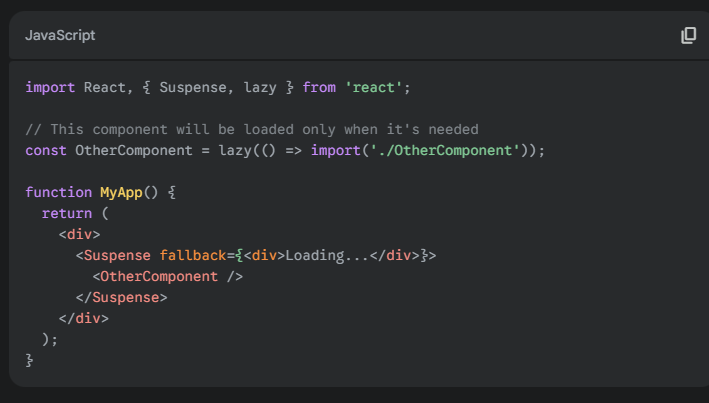 JavaScript
import React, { Suspense, lazy } from 'react';
// This component will be loaded only when it's needed
const OtherComponent = lazy(() => import('./OtherComponent'));
function MyApp() {
  return (
    <div>
      <Suspense fallback={<div>Loading...</div>}>
        <OtherComponent />
      </Suspense>
    </div>
  );
}